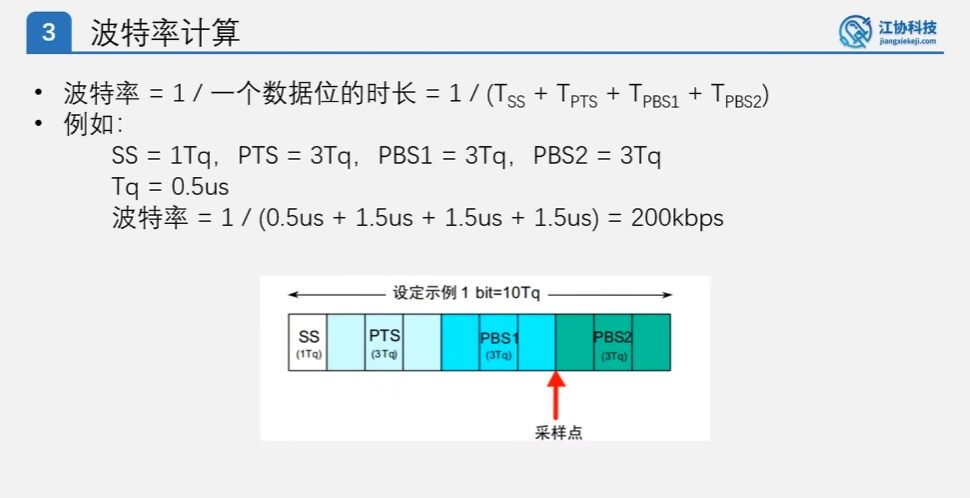 3 波特率计算
江协科技
jiangxiekeji.com
• 波特率 = 1 / 一个数据位的时长 = 1 / (TSS + TPTS + TPBS1 + TPBS2)
• 例如：
SS = 1Tq，PTS = 3Tq，PBS1 = 3Tq，PBS2 = 3Tq
Tq = 0.5us
波特率 = 1 / (0.5us + 1.5us + 1.5us + 1.5us) = 200kbps
设定示例 1 bit=10Tq
SS PTS PBS1 PBS2
(1Tq) (3Tq) (3Tq) (3Tq)
采样点